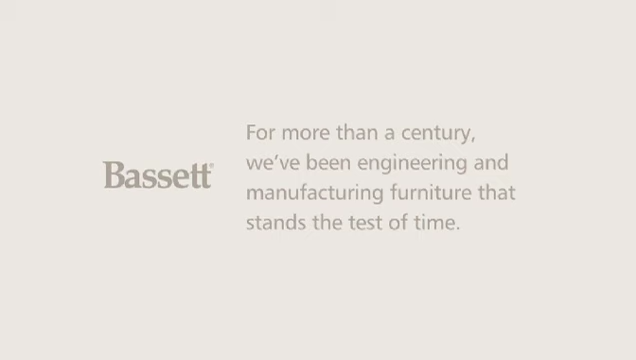 Bassett®
For more than a century,
we've been engineering and
manufacturing furniture that
stands the test of time.